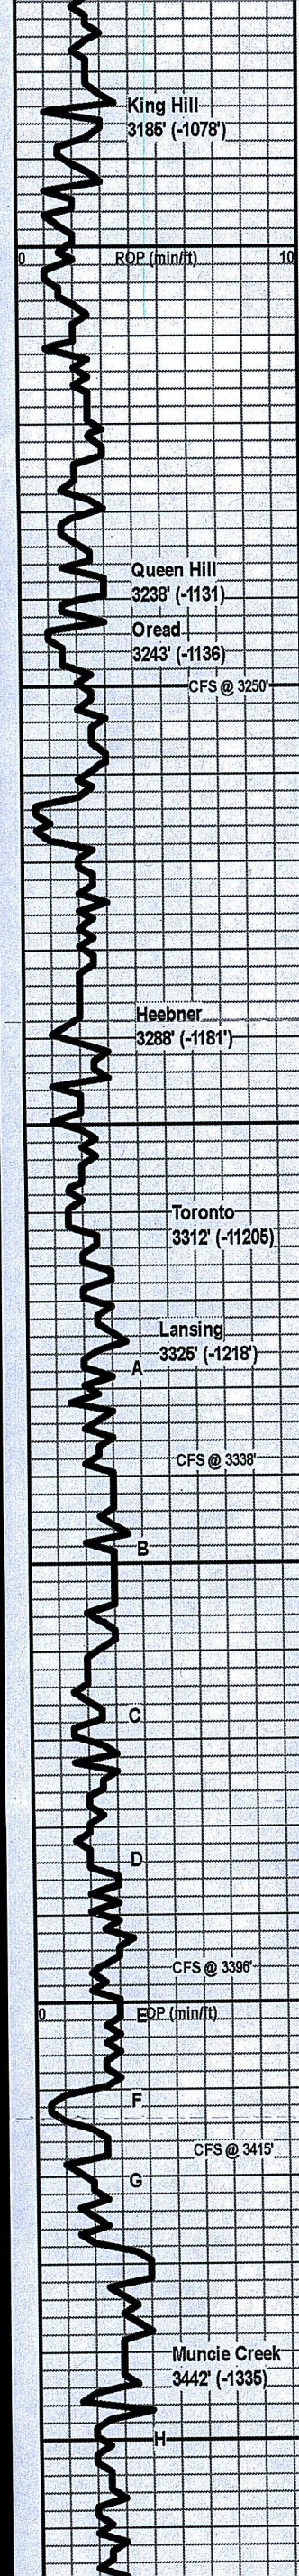 King Hill
3185' (-1078')
0 ROP (min/ft) 10
Queen Hill
3238' (-1131)
Oread
3243' (-1136)
CFS @ 3250'
Heebner
3288' (-1181')
Toronto
3312' (-11205)
Lansing
3325' (-1218')
A
CFS @ 3338'
B
C
D
CFS @ 3396'
E
0 OP (min/ft)
F
CFS @ 3415'
G
Muncie Creek
3442' (-1335)
H